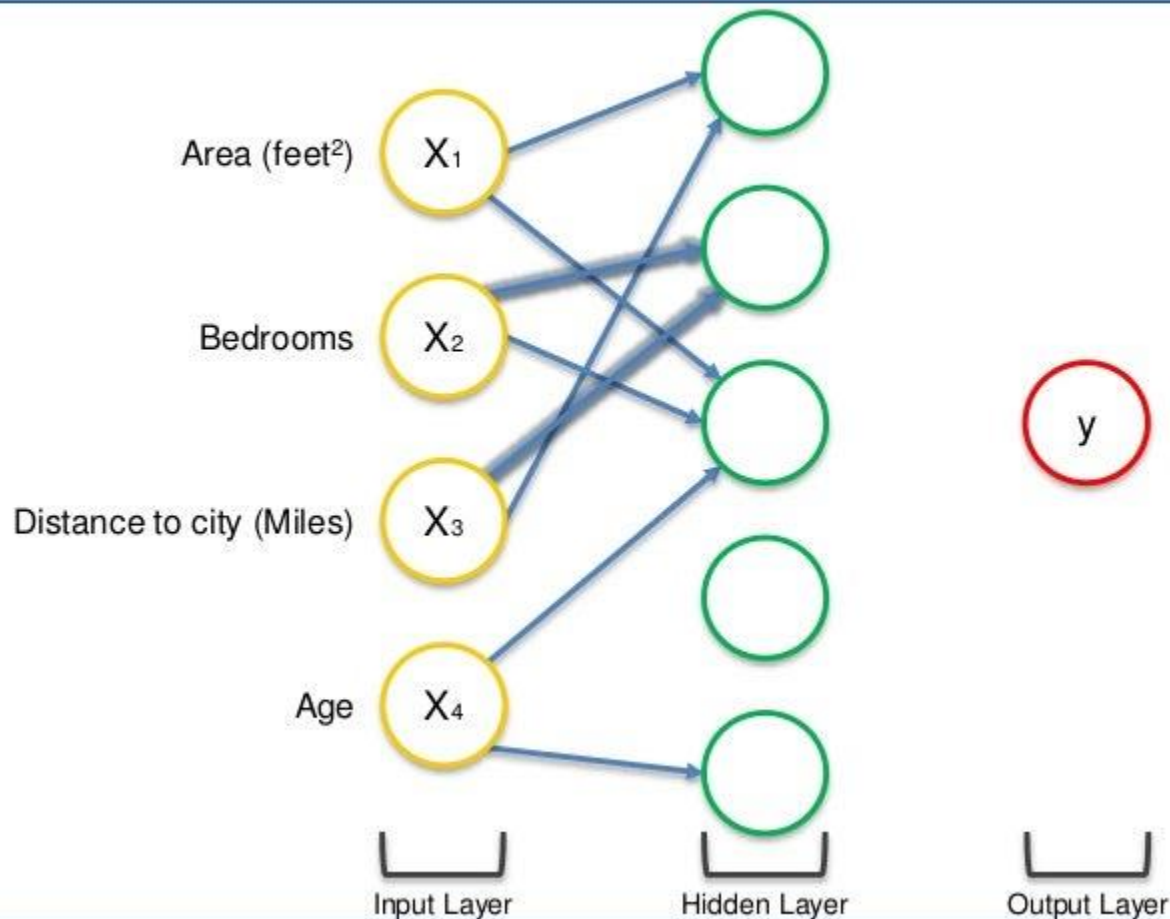 Area (feet²) X₁
Bedrooms X₂
Distance to city (Miles) X₃
Age X₄
y
Input Layer Hidden Layer Output Layer